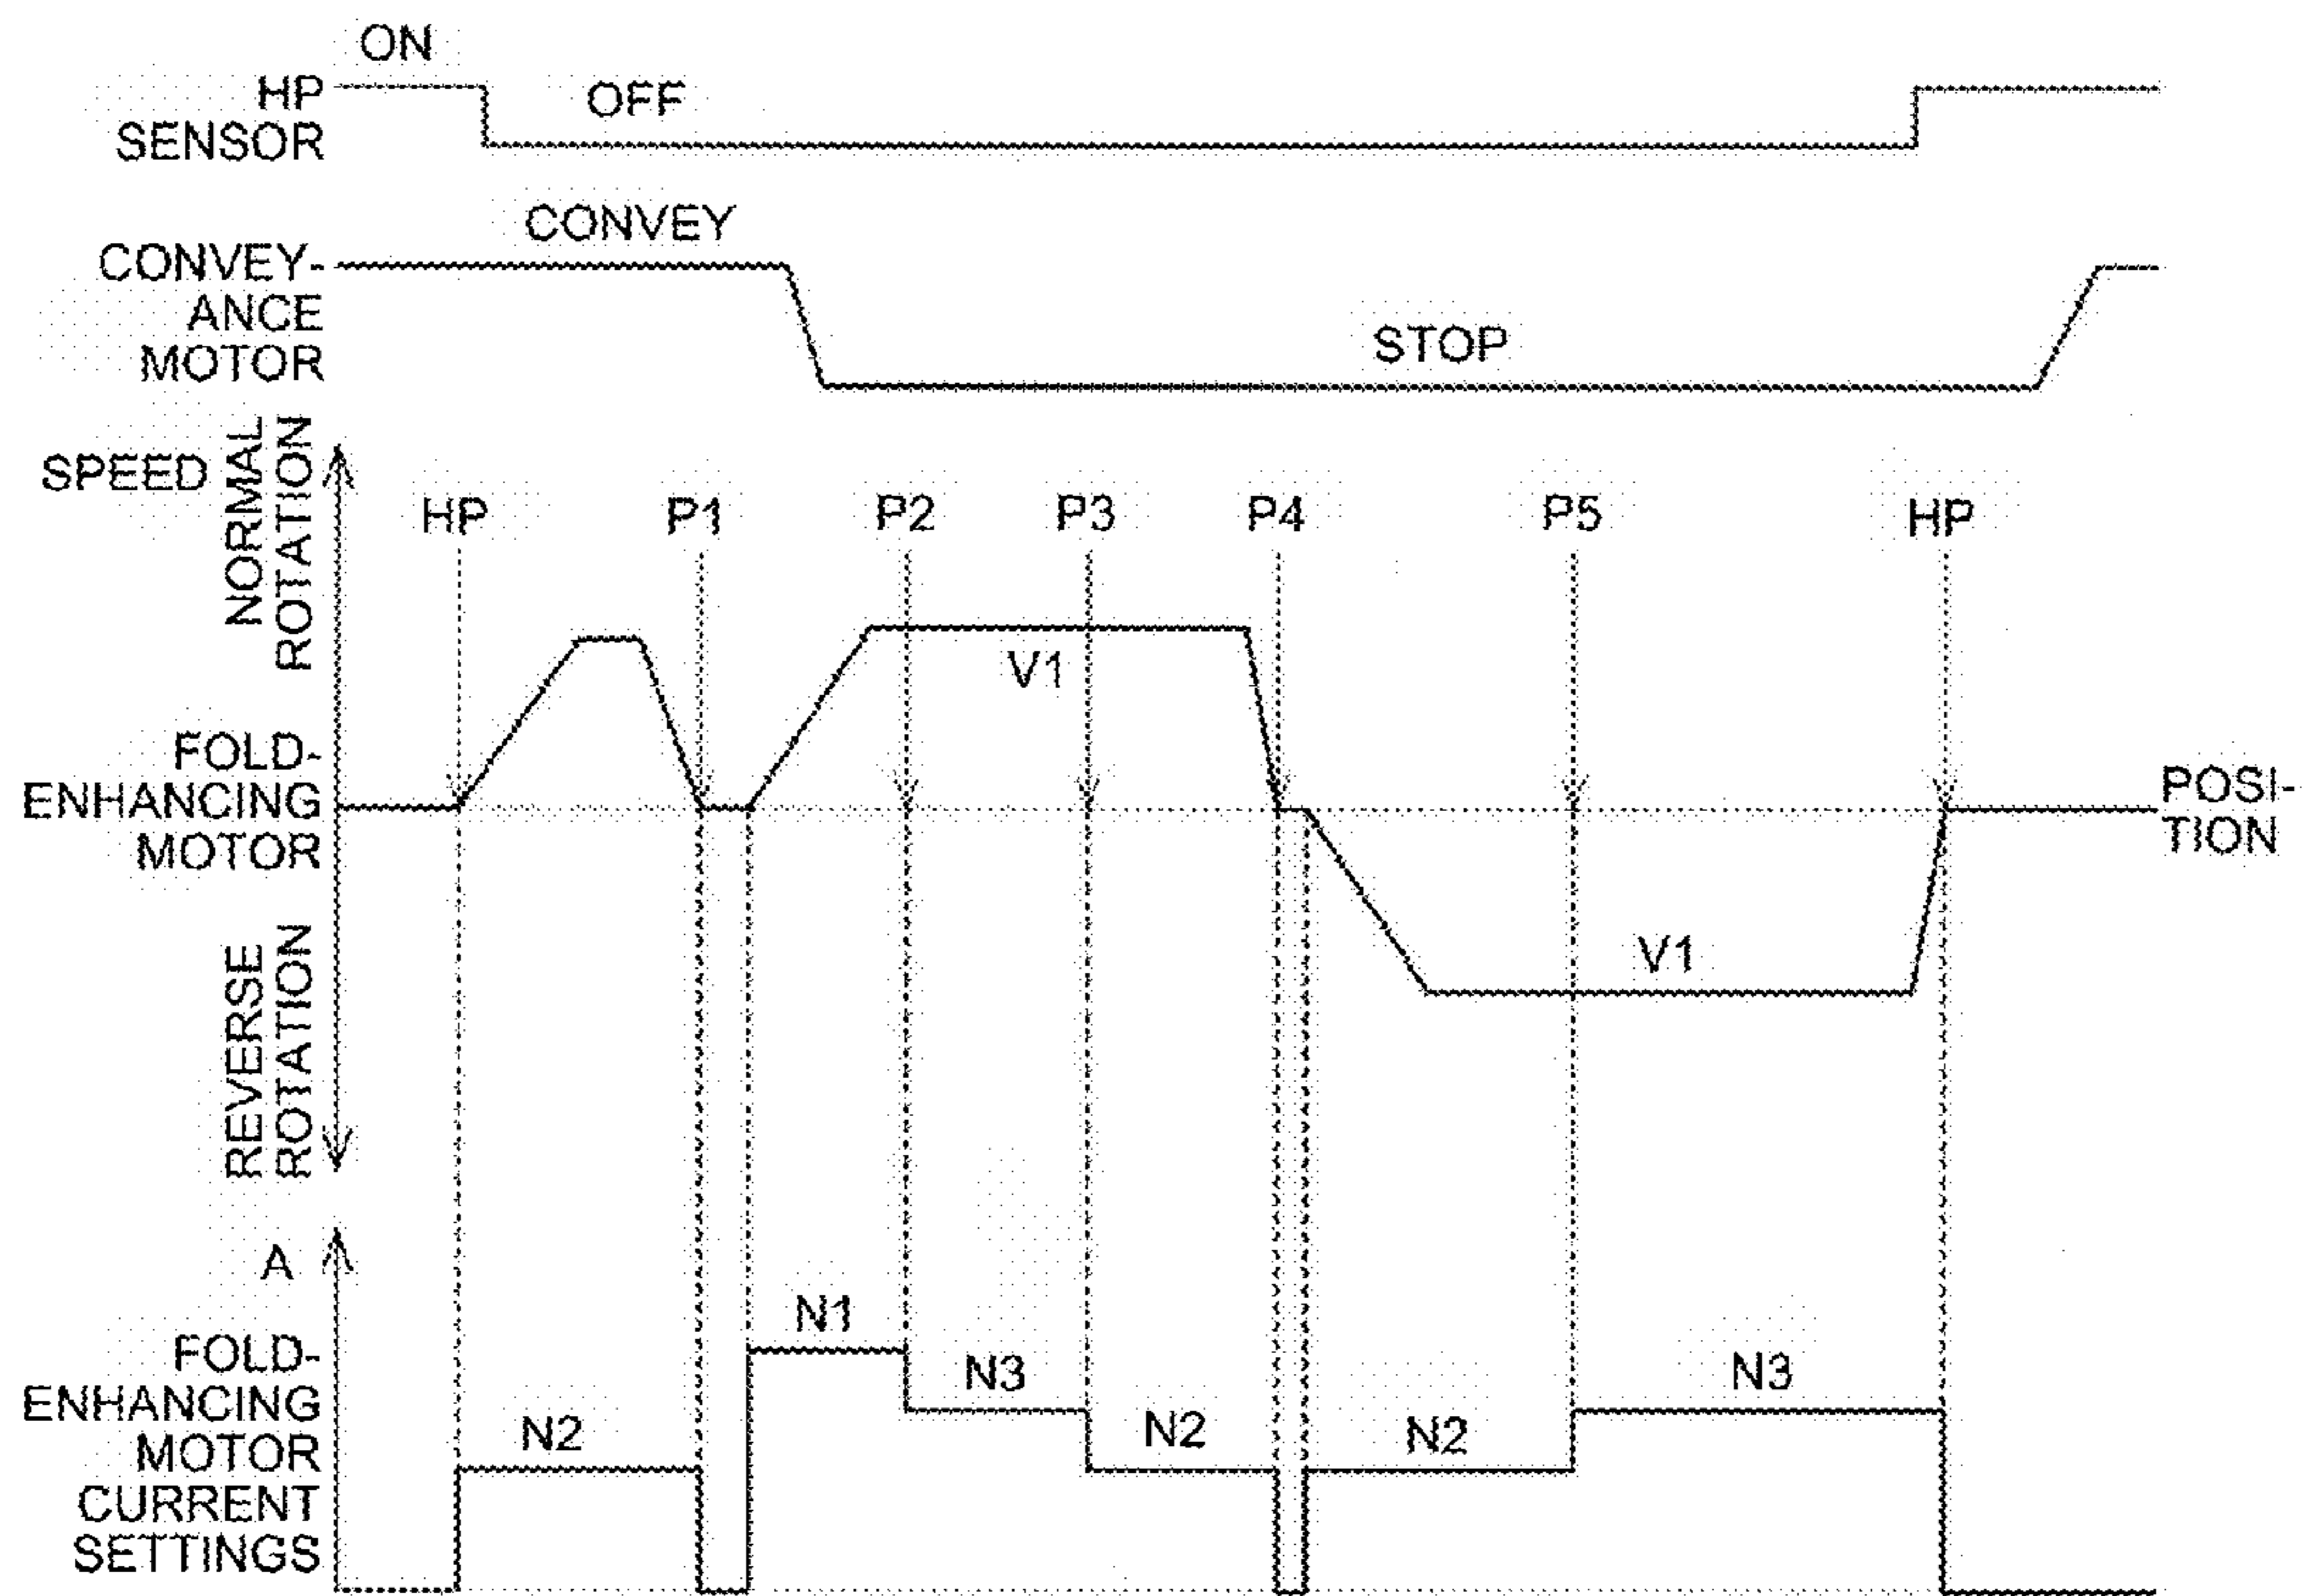 ON
HP
SENSOR
OFF
CONVEY
CONVEY-
ANCE
MOTOR
STOP
SPEED
NORMAL
ROTATION
HP
P1
P2
P3
P4
P5
HP
V1
FOLD-
ENHANCING
MOTOR
POSI-
TION
REVERSE
ROTATION
V1
A
FOLD-
ENHANCING
MOTOR
CURRENT
SETTINGS
N2
N1
N3
N2
N2
N3